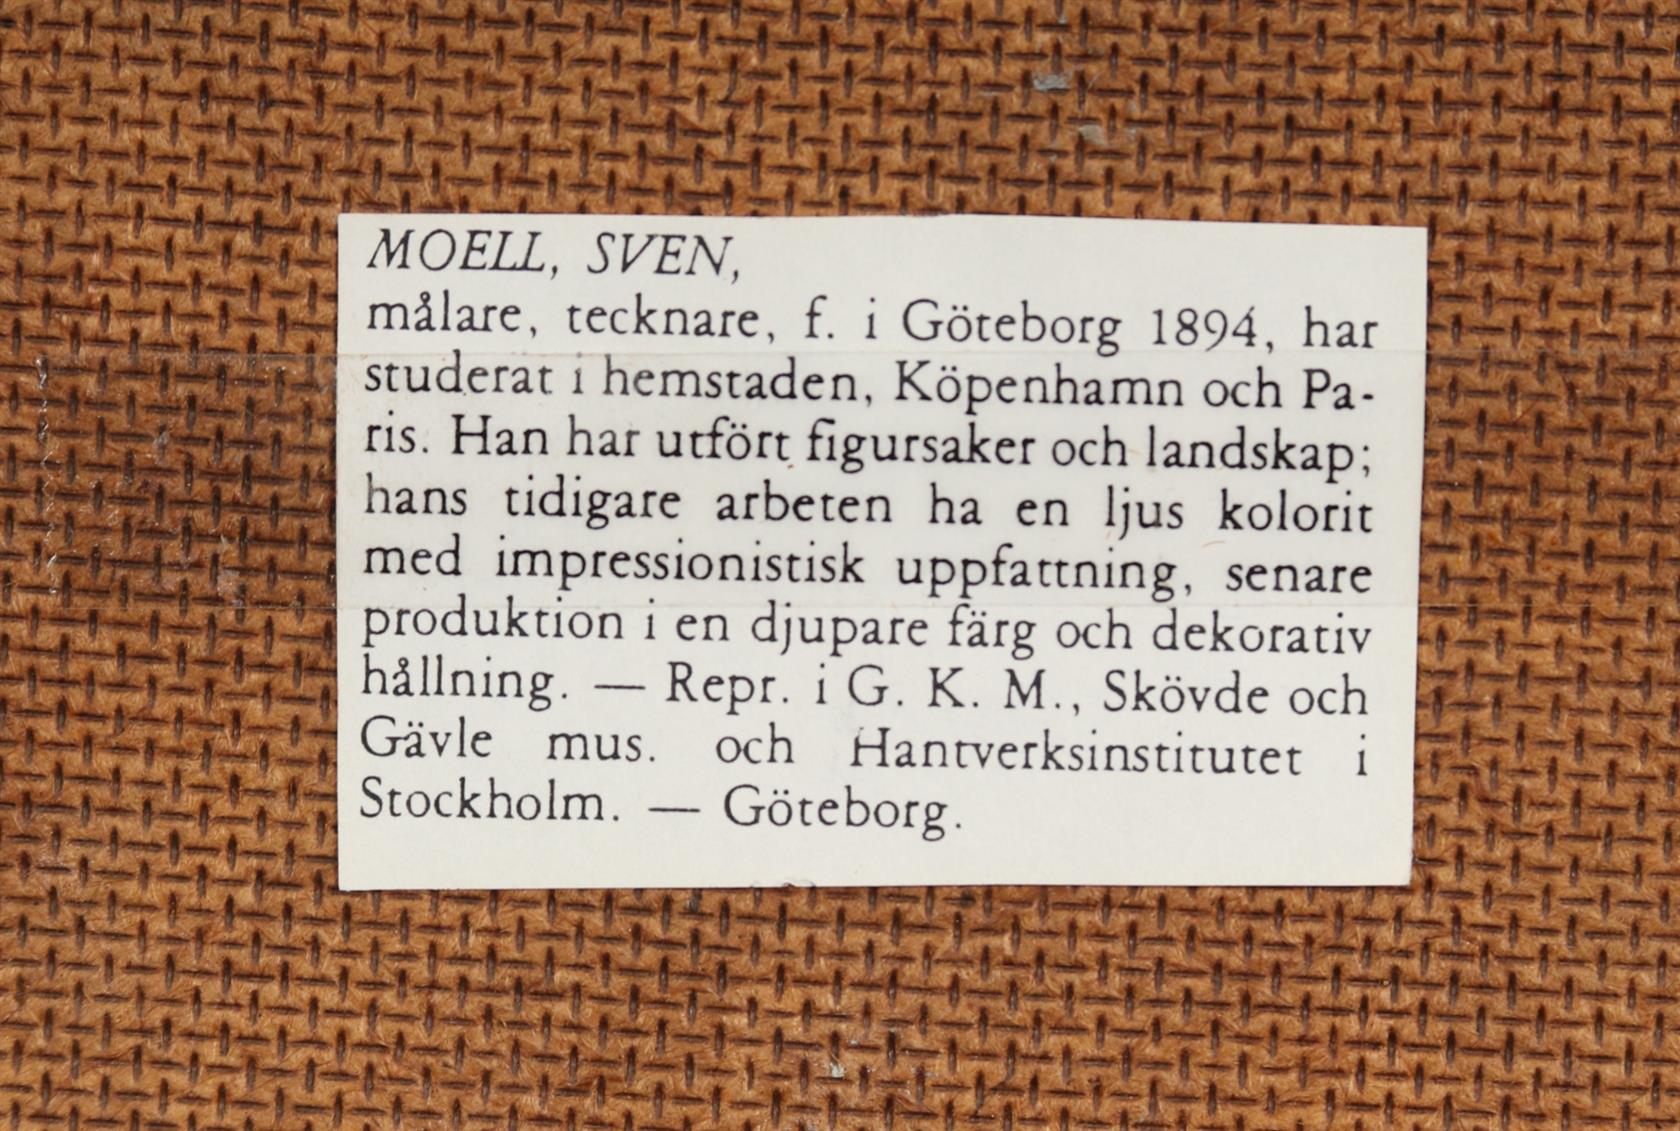 MOELL, SVEN,
målare, tecknare, f. i Göteborg 1894, har
studerat i hemstaden, Köpenhamn och Pa-
ris. Han har utfört figursaker och landskap;
hans tidigare arbeten ha en ljus kolorit
med impressionistisk uppfattning, senare
produktion i en djupare färg och dekorativ
hållning. — Repr. i G. K. M., Skövde och
Gävle mus. och Hantverksinstitutet i
Stockholm. — Göteborg.